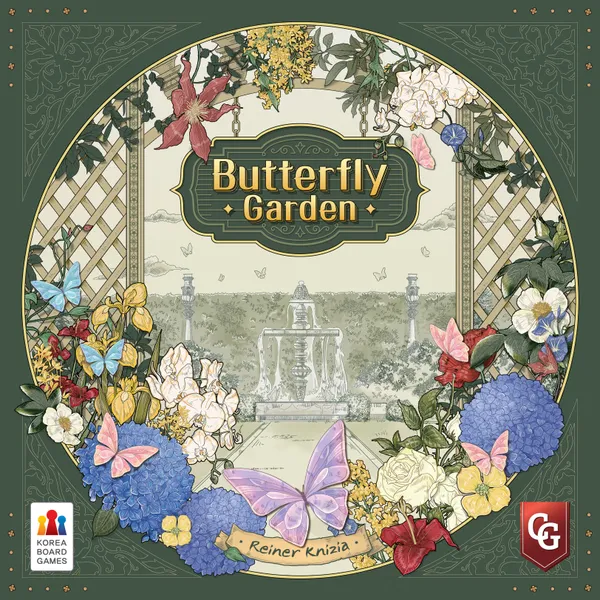 Butterfly
Garden
Reiner Knizia
KOREA
BOARD
GAMES
CG